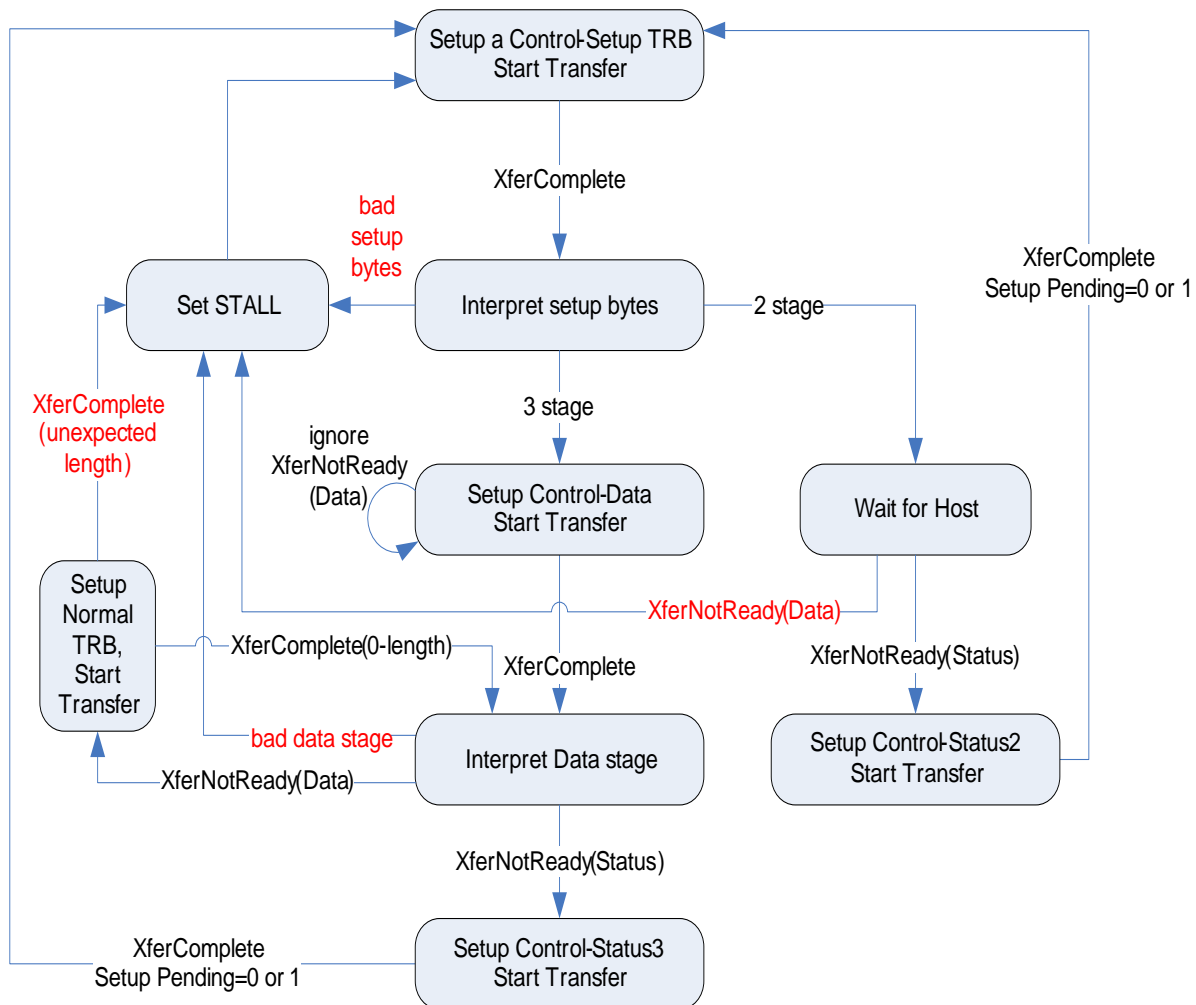 Setup a Control-Setup TRB
Start Transfer
XferComplete
bad
setup
bytes
XferComplete
Setup Pending=0 or 1
Set STALL
Interpret setup bytes
2 stage
XferComplete
(unexpected
length)
3 stage
ignore
XferNotReady
(Data)
Setup Control-Data
Start Transfer
Wait for Host
Setup
Normal
TRB,
Start
Transfer
XferNotReady(Data)
XferComplete(0-length)
XferComplete
XferNotReady(Status)
bad data stage
Interpret Data stage
XferNotReady(Data)
Setup Control-Status2
Start Transfer
XferNotReady(Status)
XferComplete
Setup Pending=0 or 1
Setup Control-Status3
Start Transfer